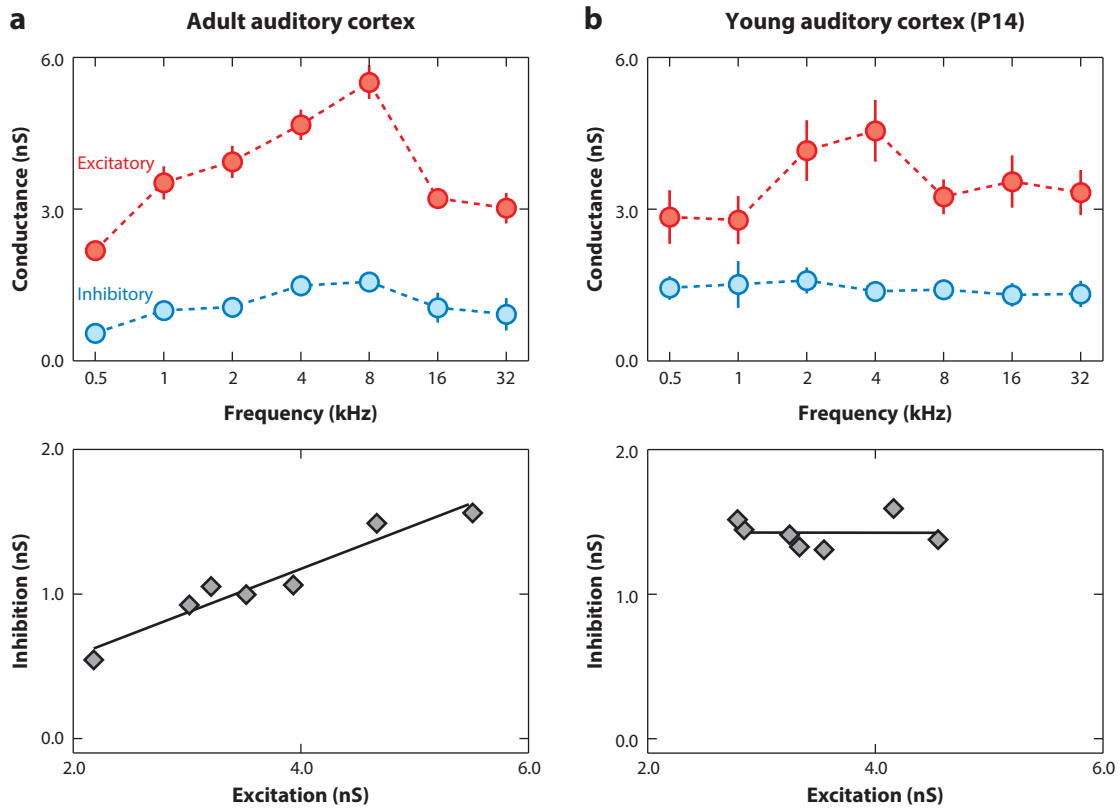 a
Adult auditory cortex
6.0
3.0
0.0
Conductance (nS)
Excitatory
Inhibitory
0.5 1 2 4 8 16 32
Frequency (kHz)
b
Young auditory cortex (P14)
6.0
3.0
0.0
Conductance (nS)
0.5 1 2 4 8 16 32
Frequency (kHz)
2.0
1.0
0.0
Inhibition (nS)
2.0 4.0 6.0
Excitation (nS)
2.0
1.0
0.0
Inhibition (nS)
2.0 4.0 6.0
Excitation (nS)